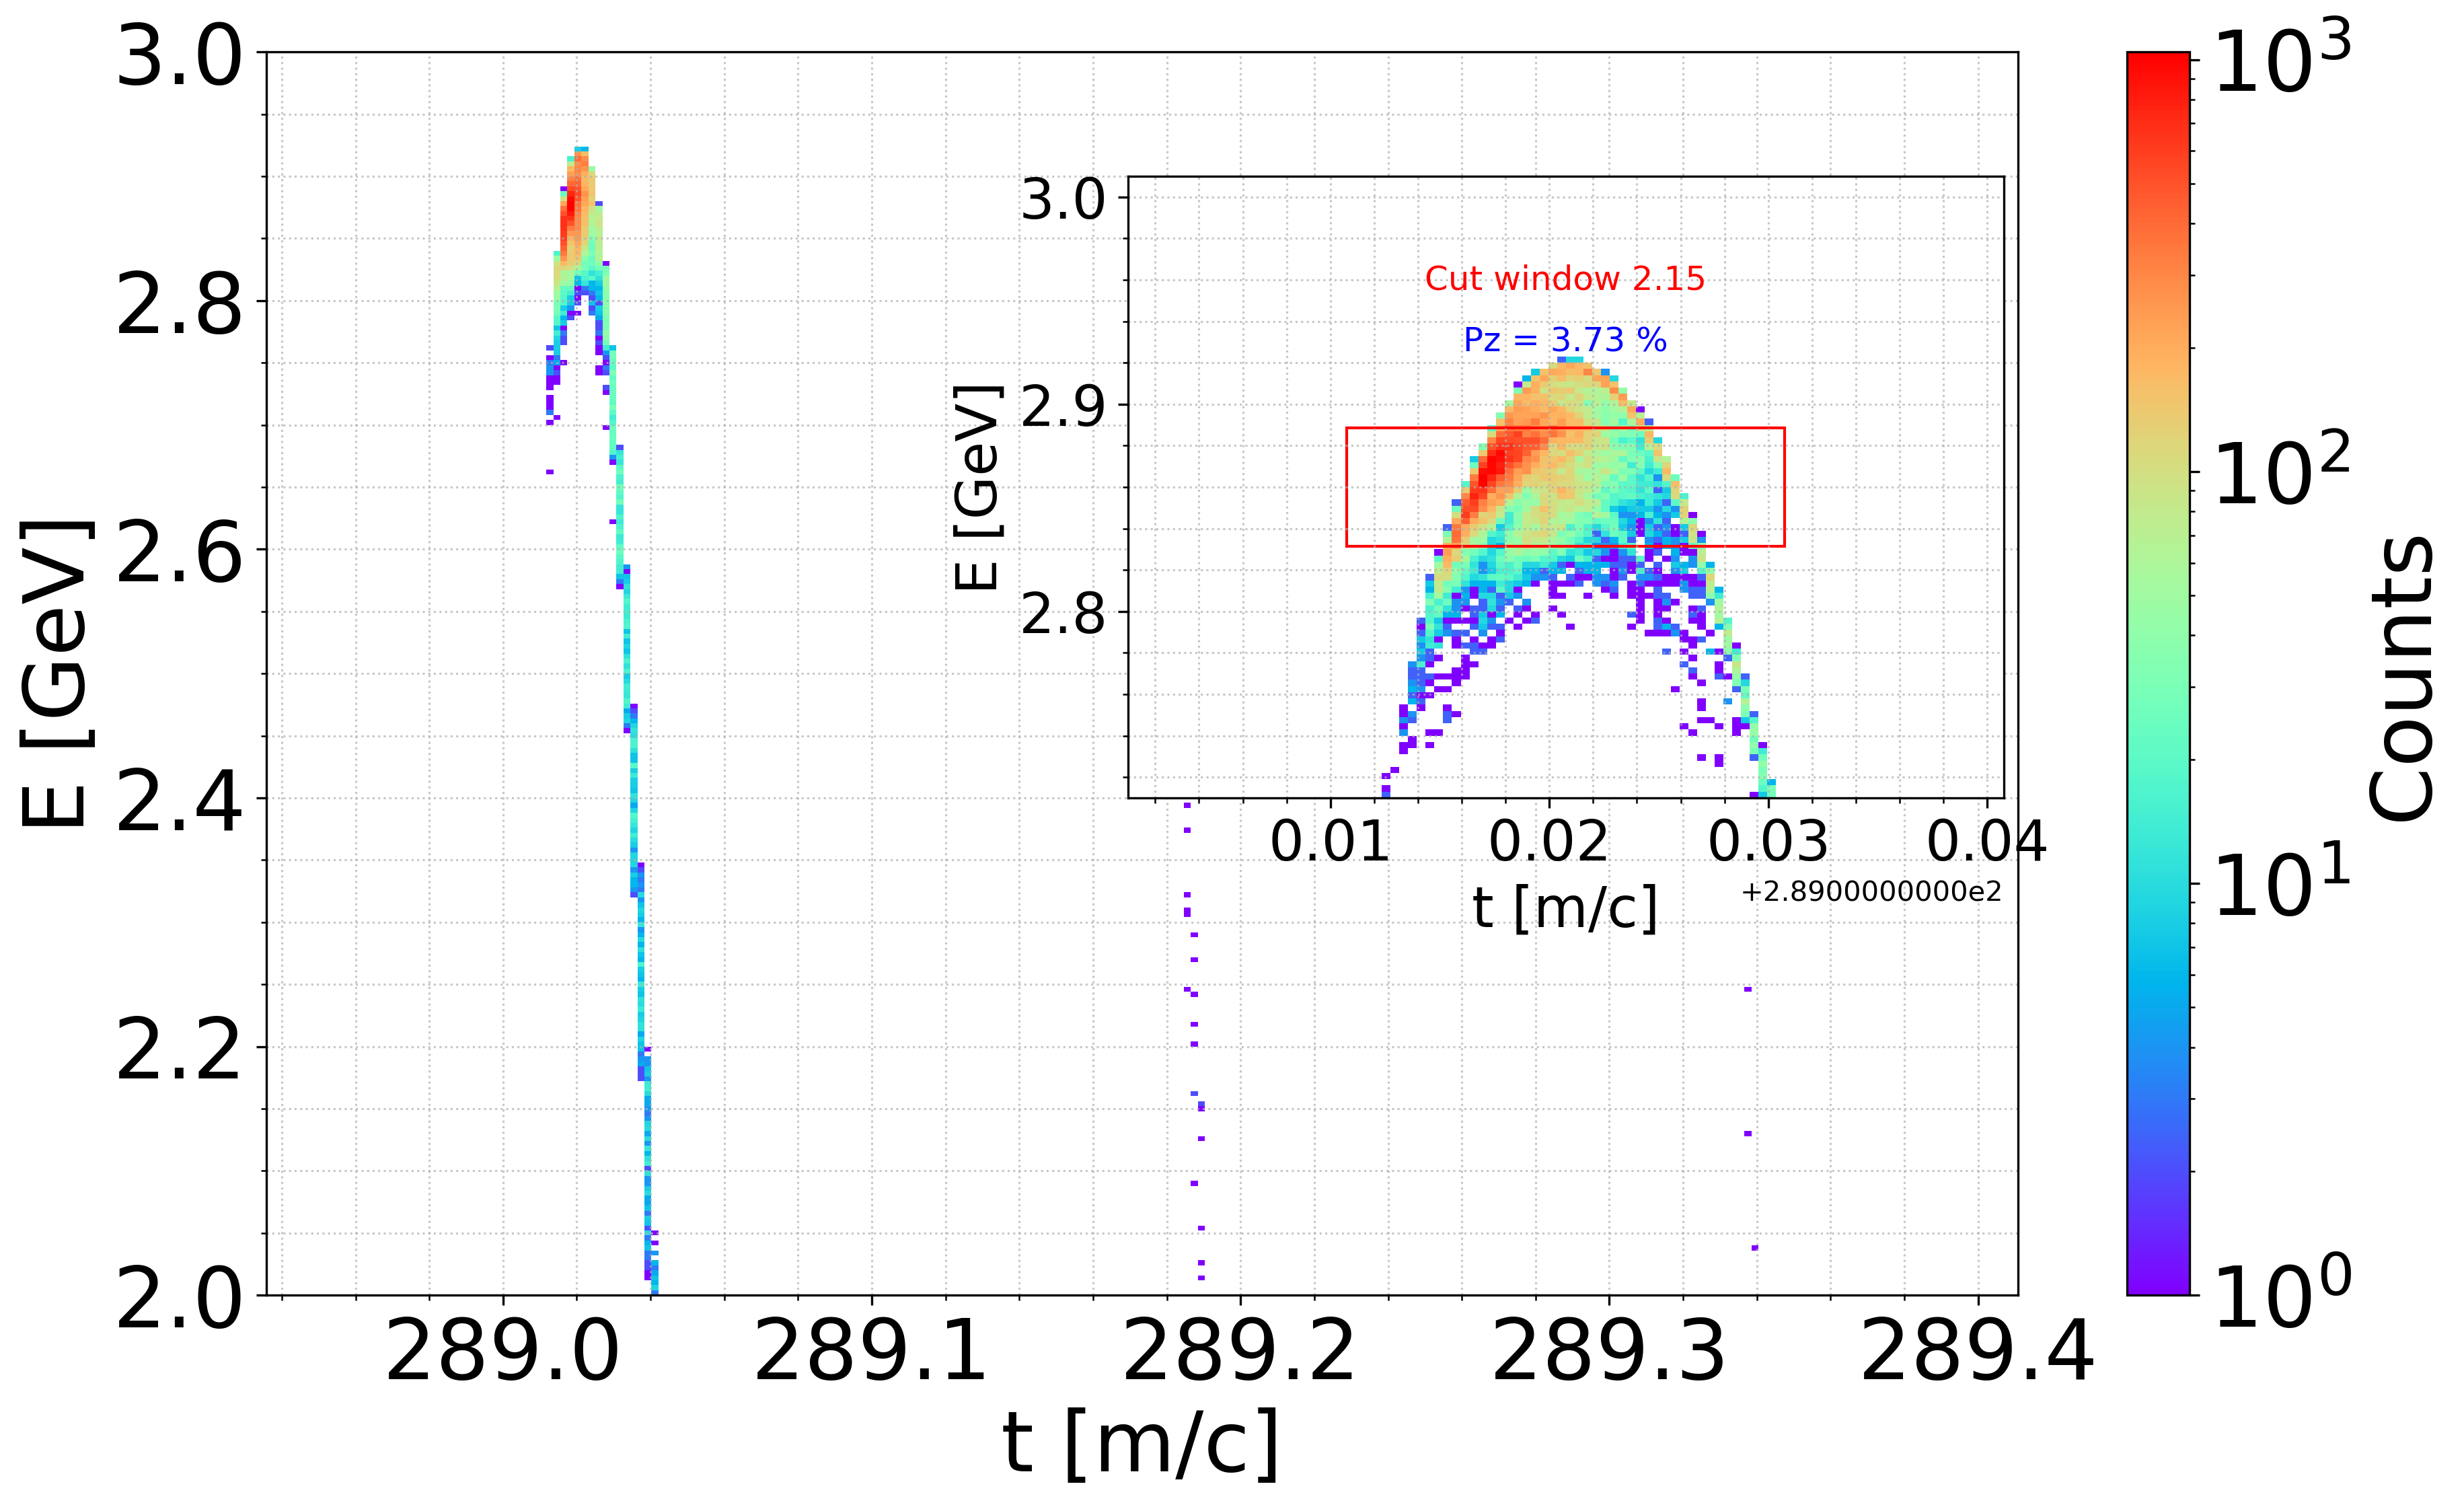 3.0
2.8
2.6
2.4
2.2
2.0
E [GeV]
289.0
289.1
289.2
289.3
289.4
t [m/c]
3.0
2.9
2.8
E [GeV]
Cut window 2.15
Pz = 3.73 %
0.01
0.02
0.03
0.04
+2.8900000000e2
t [m/c]
10³
10²
10¹
10⁰
Counts